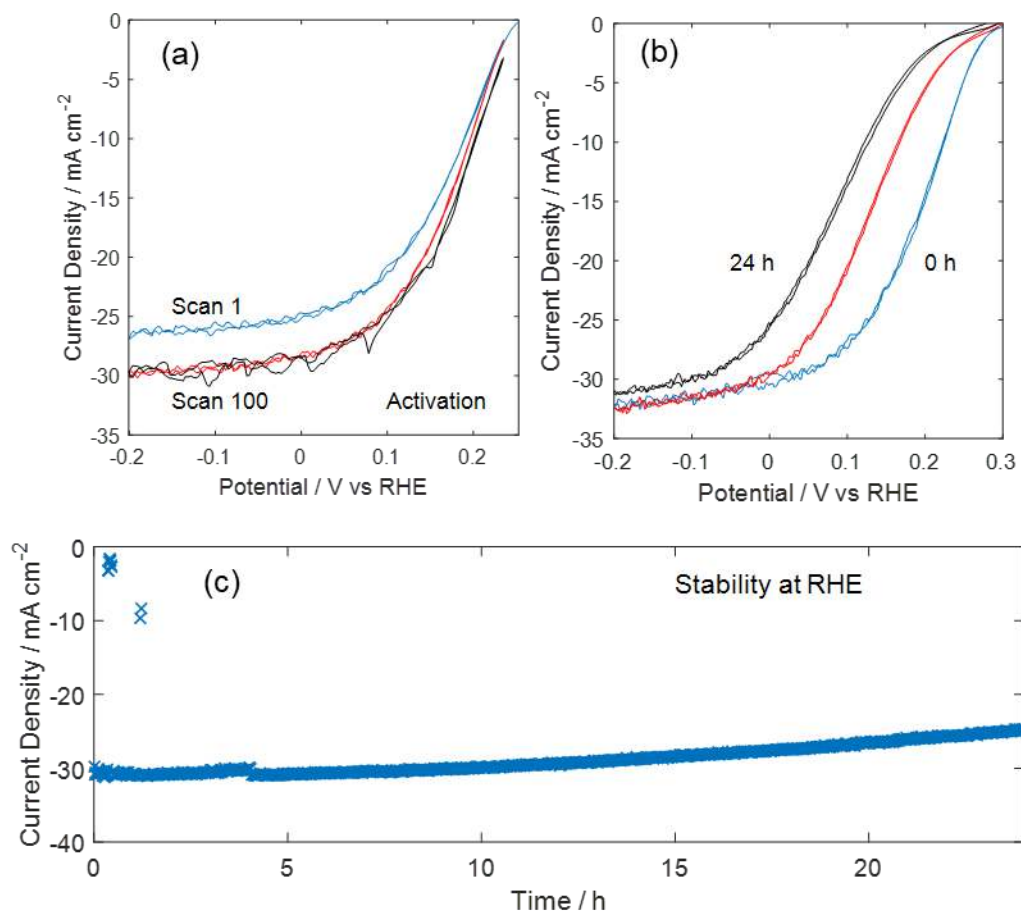 (a)
0
-5
-10
-15
-20
-25
-30
-35
Current Density / mA cm⁻²
Scan 1
Scan 100
Activation
-0.2
-0.1
0
0.1
0.2
Potential / V vs RHE
(b)
0
-5
-10
-15
-20
-25
-30
-35
Current Density / mA cm⁻²
24 h
0 h
-0.2
-0.1
0
0.1
0.2
0.3
Potential / V vs RHE
(c)
Stability at RHE
0
-10
-20
-30
-40
Current Density / mA cm⁻²
0
5
10
15
20
Time / h